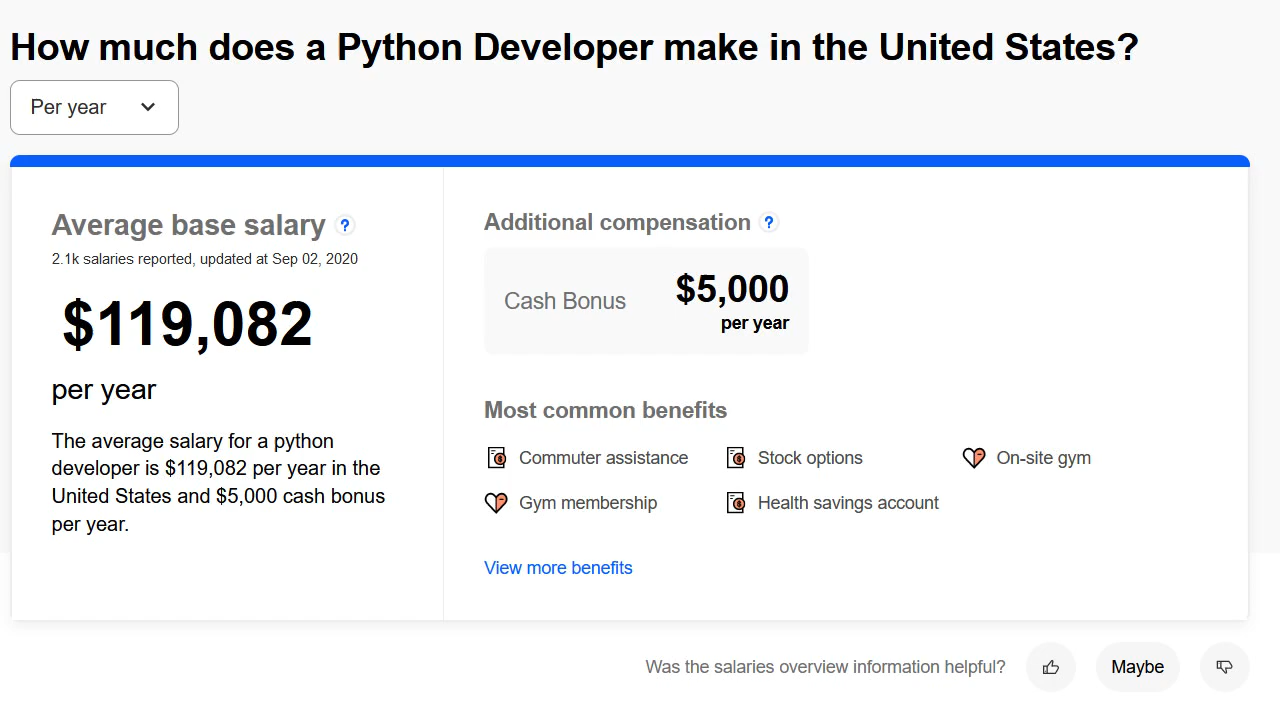 How much does a Python Developer make in the United States?
Per year
Average base salary ?
2.1k salaries reported, updated at Sep 02, 2020
$119,082
per year
The average salary for a python
developer is $119,082 per year in the
United States and $5,000 cash bonus
per year.
Additional compensation ?
Cash Bonus
$5,000
per year
Most common benefits
Commuter assistance
Stock options
On-site gym
Gym membership
Health savings account
View more benefits
Was the salaries overview information helpful?
Maybe